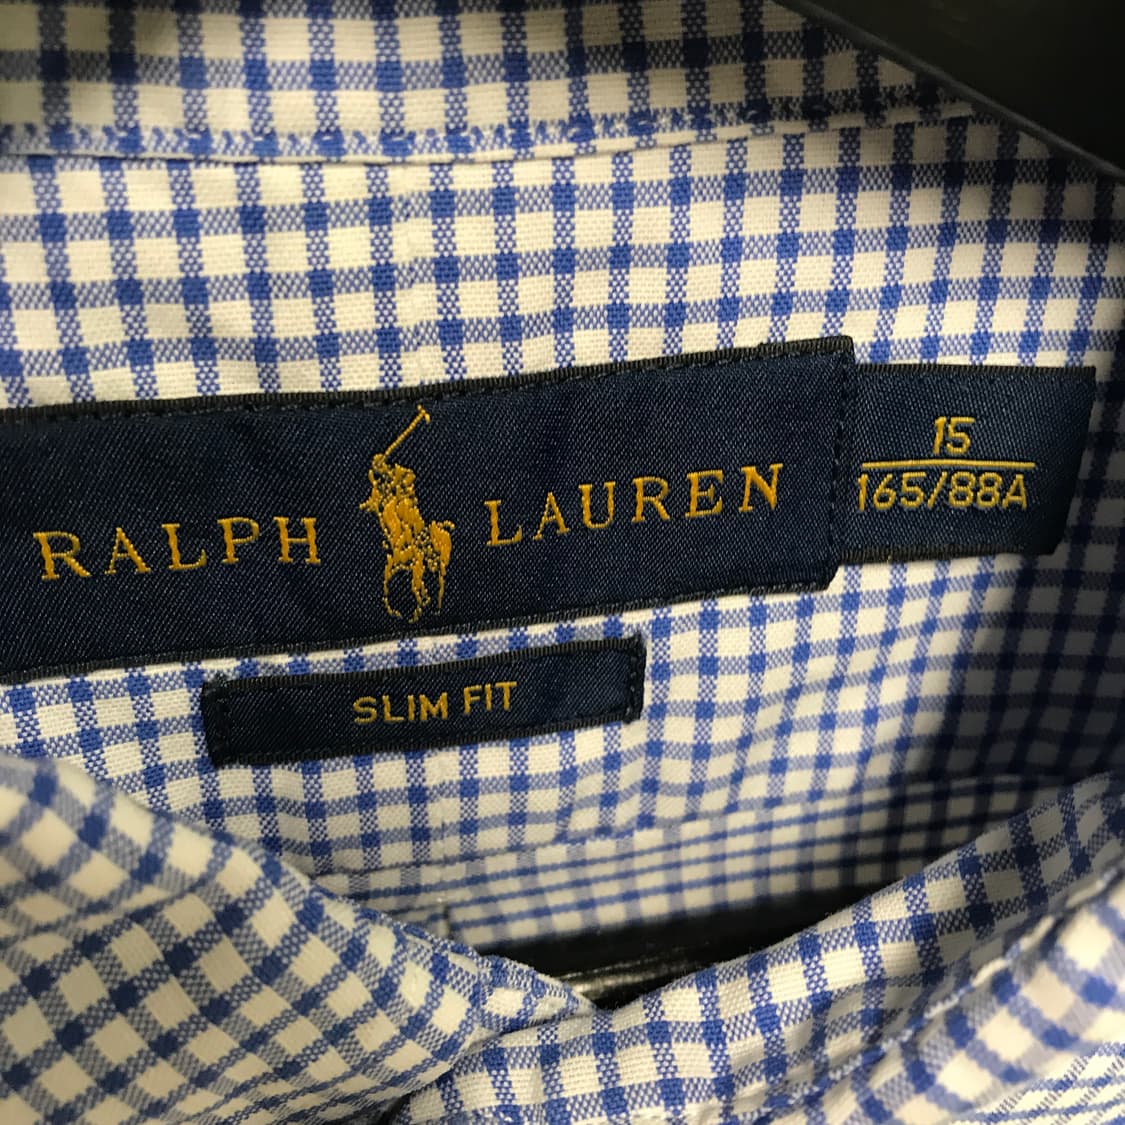 RALPH LAUREN
15
165/88A
SLIM FIT